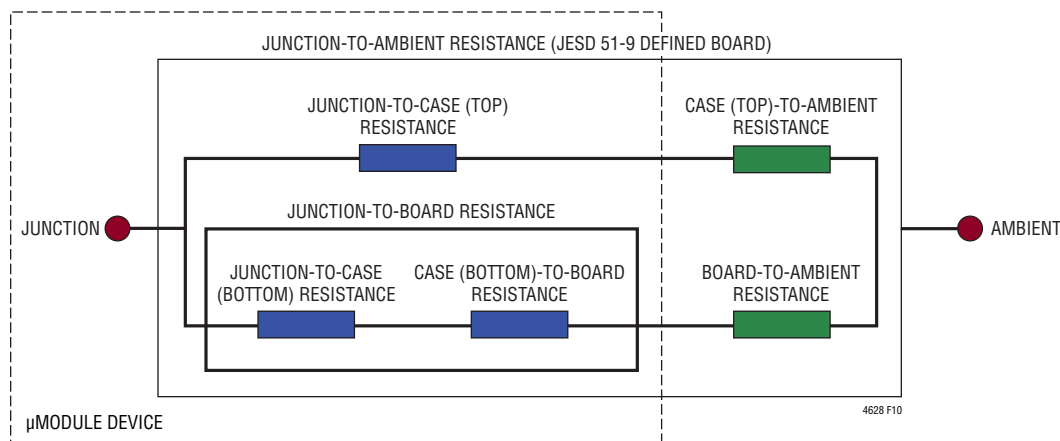 JUNCTION-TO-AMBIENT RESISTANCE (JESD 51-9 DEFINED BOARD)
JUNCTION-TO-CASE (TOP)
RESISTANCE
CASE (TOP)-TO-AMBIENT
RESISTANCE
JUNCTION-TO-BOARD RESISTANCE
JUNCTION
AMBIENT
JUNCTION-TO-CASE
(BOTTOM) RESISTANCE
CASE (BOTTOM)-TO-BOARD
RESISTANCE
BOARD-TO-AMBIENT
RESISTANCE
4628 F10
µMODULE DEVICE